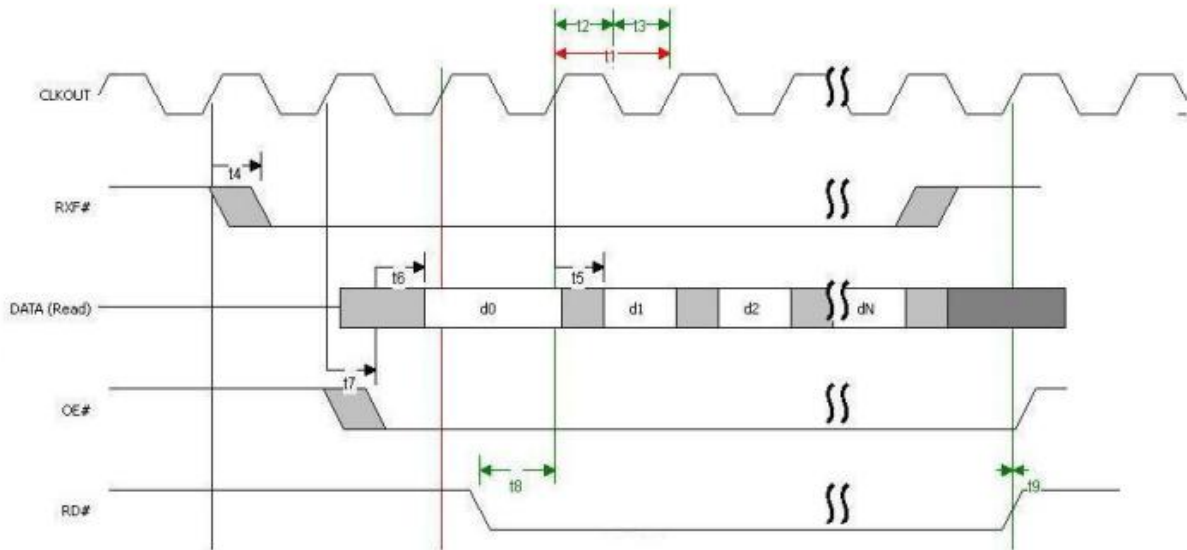 t2 t3
t1
CLKOUT
t4
RXF#
t6 t5
DATA (Read) d0 d1 d2 dN
t7
OE#
t8 t9
RD#